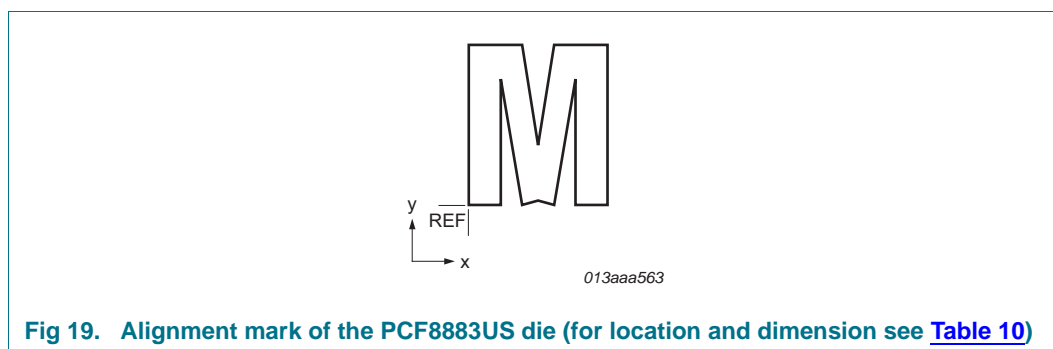 M
y
REF
x
013aaa563
Fig 19. Alignment mark of the PCF8883US die (for location and dimension see Table 10)